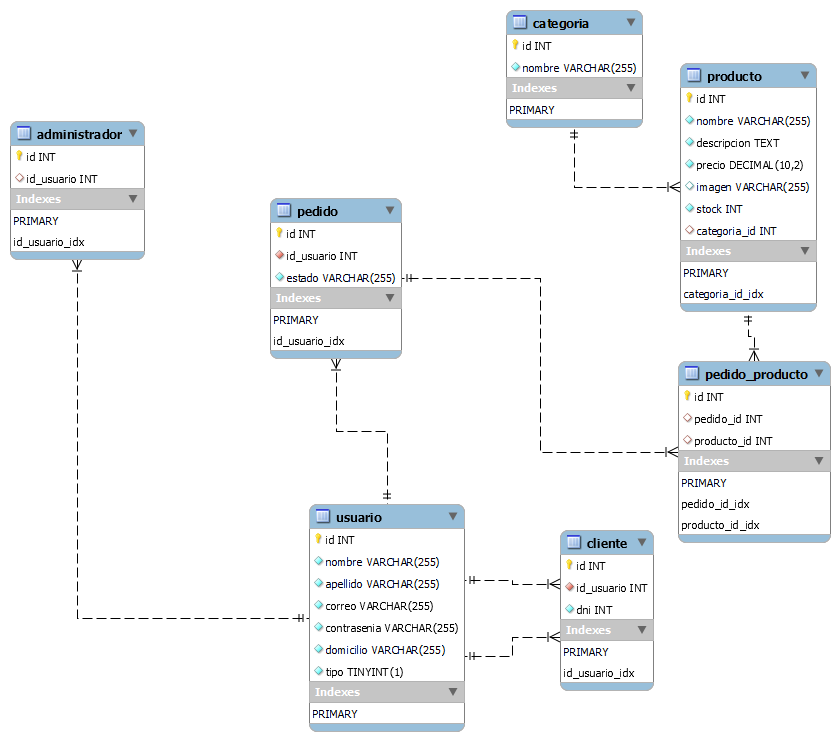 categoria
id INT
nombre VARCHAR(255)
Indexes
PRIMARY
producto
id INT
nombre VARCHAR(255)
descripcion TEXT
precio DECIMAL(10,2)
imagen VARCHAR(255)
stock INT
categoria_id INT
Indexes
PRIMARY
categoria_id_idx
administrador
id INT
id_usuario INT
Indexes
PRIMARY
id_usuario_idx
pedido
id INT
id_usuario INT
estado VARCHAR(255)
Indexes
PRIMARY
id_usuario_idx
pedido_producto
id INT
pedido_id INT
producto_id INT
Indexes
PRIMARY
pedido_id_idx
producto_id_idx
usuario
id INT
nombre VARCHAR(255)
apellido VARCHAR(255)
correo VARCHAR(255)
contrasenia VARCHAR(255)
domicilio VARCHAR(255)
tipo TINYINT(1)
Indexes
PRIMARY
cliente
id INT
id_usuario INT
dni INT
Indexes
PRIMARY
id_usuario_idx